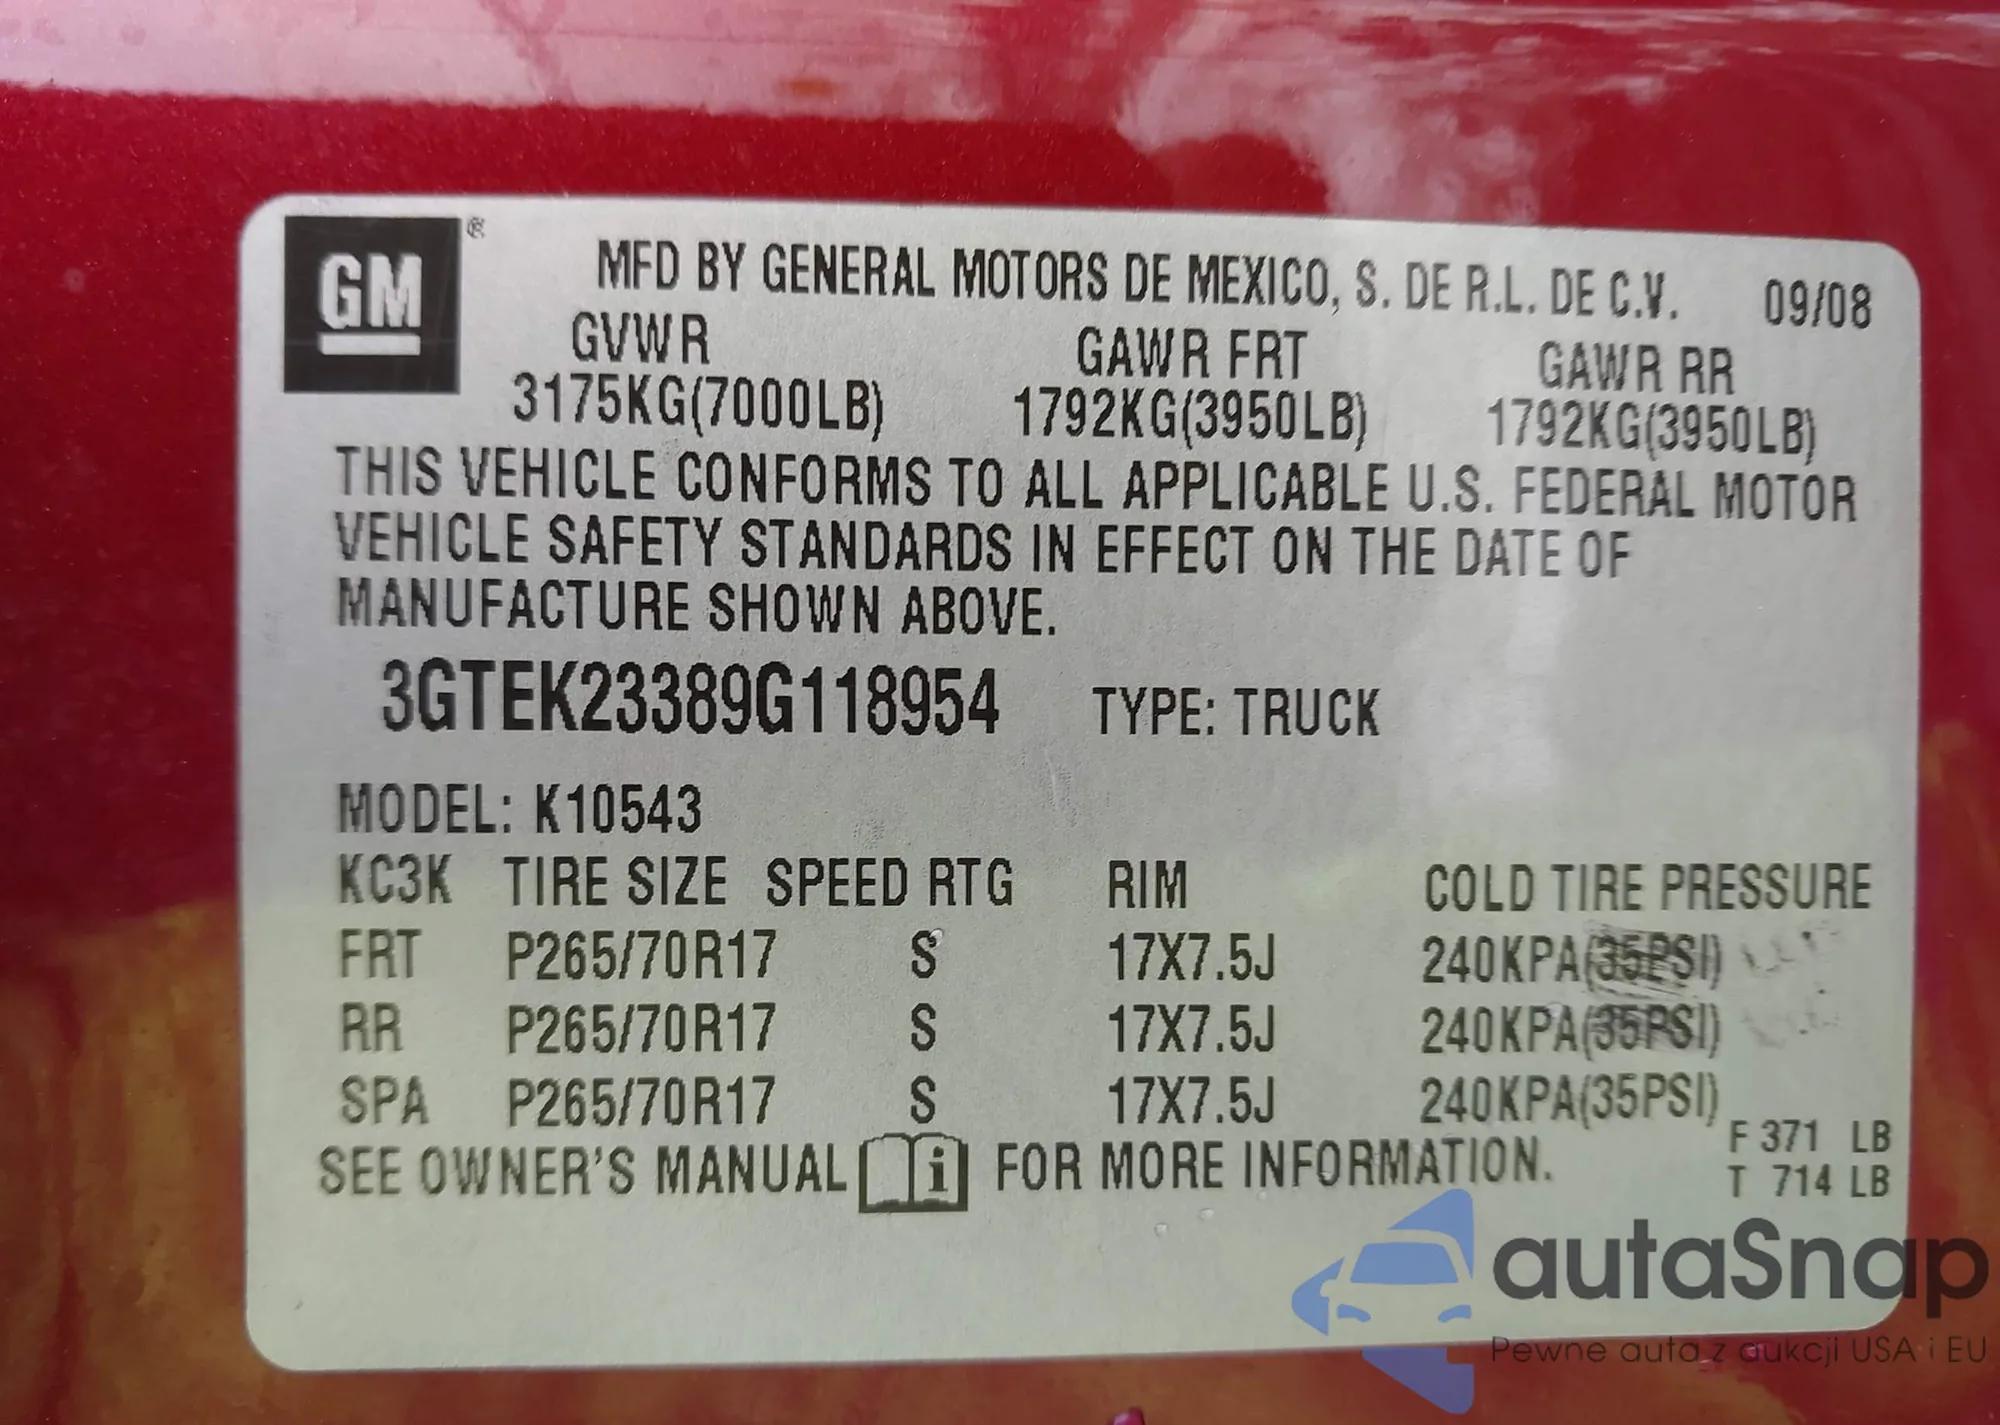 GM®
MFD BY GENERAL MOTORS DE MEXICO, S. DE R.L. DE C.V. 09/08
GVWR GAWR FRT GAWR RR
3175KG(7000LB) 1792KG(3950LB) 1792KG(3950LB)
THIS VEHICLE CONFORMS TO ALL APPLICABLE U.S. FEDERAL MOTOR
VEHICLE SAFETY STANDARDS IN EFFECT ON THE DATE OF
MANUFACTURE SHOWN ABOVE.
3GTEK23389G118954 TYPE: TRUCK
MODEL: K10543
KC3K TIRE SIZE SPEED RTG RIM COLD TIRE PRESSURE
FRT P265/70R17 S 17X7.5J 240KPA(35PSI)
RR P265/70R17 S 17X7.5J 240KPA(35PSI)
SPA P265/70R17 S 17X7.5J 240KPA(35PSI)
F 371 LB
SEE OWNER'S MANUAL i FOR MORE INFORMATION.
T 714 LB
autaSnap
Pewne auta z aukcji USA i EU